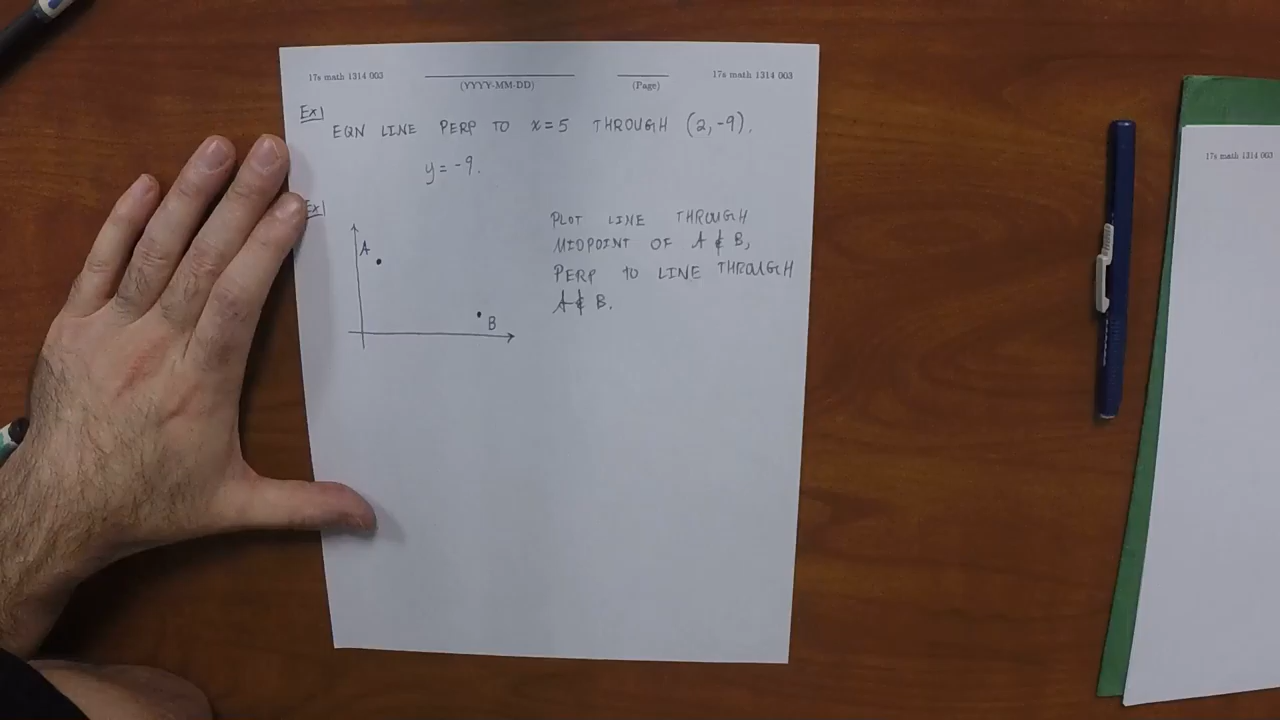 17s math 1314 003
(YYYY-MM-DD)
(Page)
17s math 1314 003
Ex1
EQN LINE PERP TO x=5 THROUGH (2,-9).
y=-9.
Ex1
A
B
PLOT LINE THROUGH
MIDPOINT OF A & B,
PERP TO LINE THROUGH
A & B.
17s math 1314 003